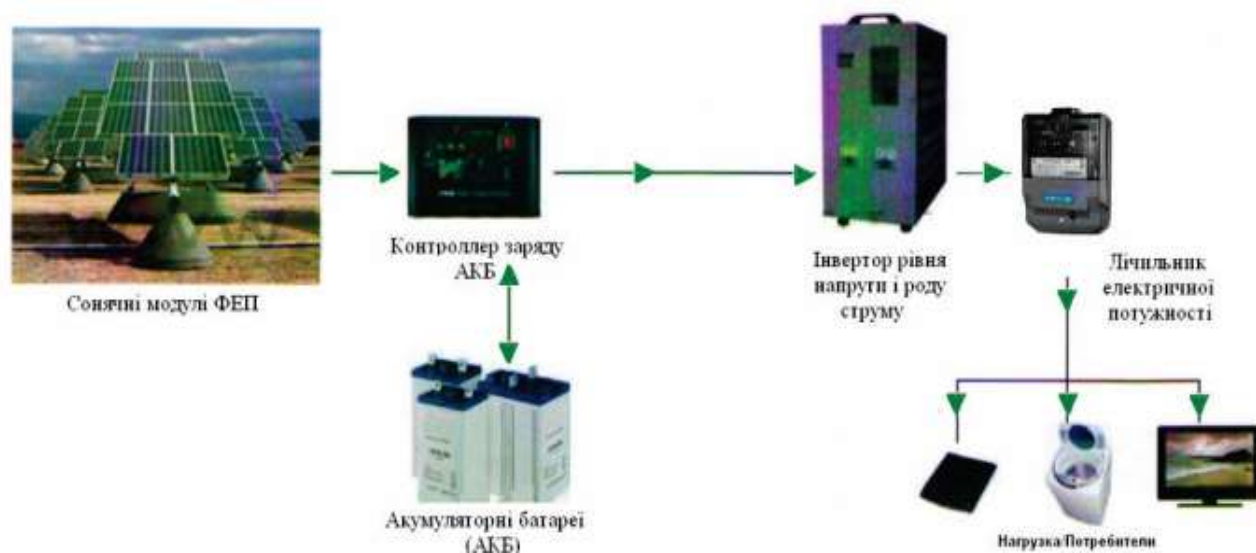 Сонячні модулі ФЕП
Контроллер заряду
АКБ
Акумуляторні батареї
(АКБ)
Інвертор рівня
напруги і роду
струму
Лічильник
електричної
потужності
Нагрузка/Потребители